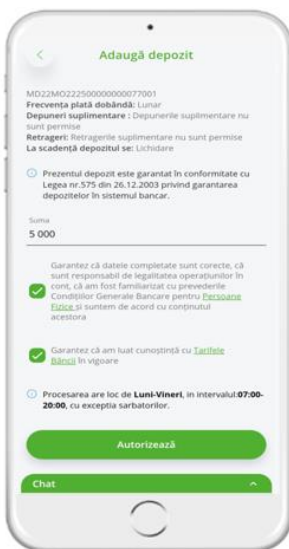 Adaugă depozit
MD22MO2225000000000077001
Frecvența plată dobândă: Lunar
Depuneri suplimentare : Depunerile suplimentare nu
sunt permise
Retrageri: Retragerile suplimentare nu sunt permise
La scadență depozitul se: Lichidare
Prezentul depozit este garantat în conformitate cu
Legea nr.575 din 26.12.2003 privind garantarea
depozitelor în sistemul bancar.
Suma
5 000
Garantez că datele completate sunt corecte, că
sunt responsabil de legalitatea operațiunilor în
cont, că am fost familiarizat cu prevederile
Condițiilor Generale Bancare pentru Persoane
Fizice și suntem de acord cu conținutul
acestora
Garantez că am luat cunoștință cu Tarifele
Băncii în vigoare
Procesarea are loc de Luni-Vineri, in intervalul:07:00-
20:00, cu exceptia sarbatorilor.
Autorizează
Chat